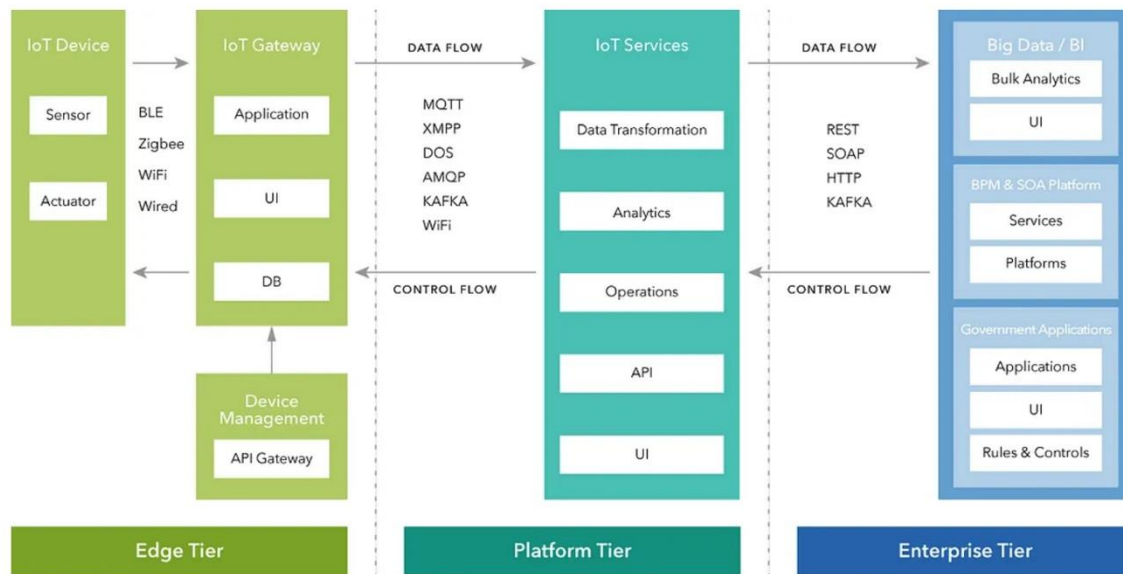 IoT Device
Sensor
Actuator
BLE
Zigbee
WiFi
Wired
IoT Gateway
Application
UI
DB
Device
Management
API Gateway
DATA FLOW
MQTT
XMPP
DOS
AMQP
KAFKA
WiFi
CONTROL FLOW
IoT Services
Data Transformation
Analytics
Operations
API
UI
DATA FLOW
REST
SOAP
HTTP
KAFKA
CONTROL FLOW
Big Data / BI
Bulk Analytics
UI
BPM & SOA Platform
Services
Platforms
Government Applications
Applications
UI
Rules & Controls
Edge Tier
Platform Tier
Enterprise Tier